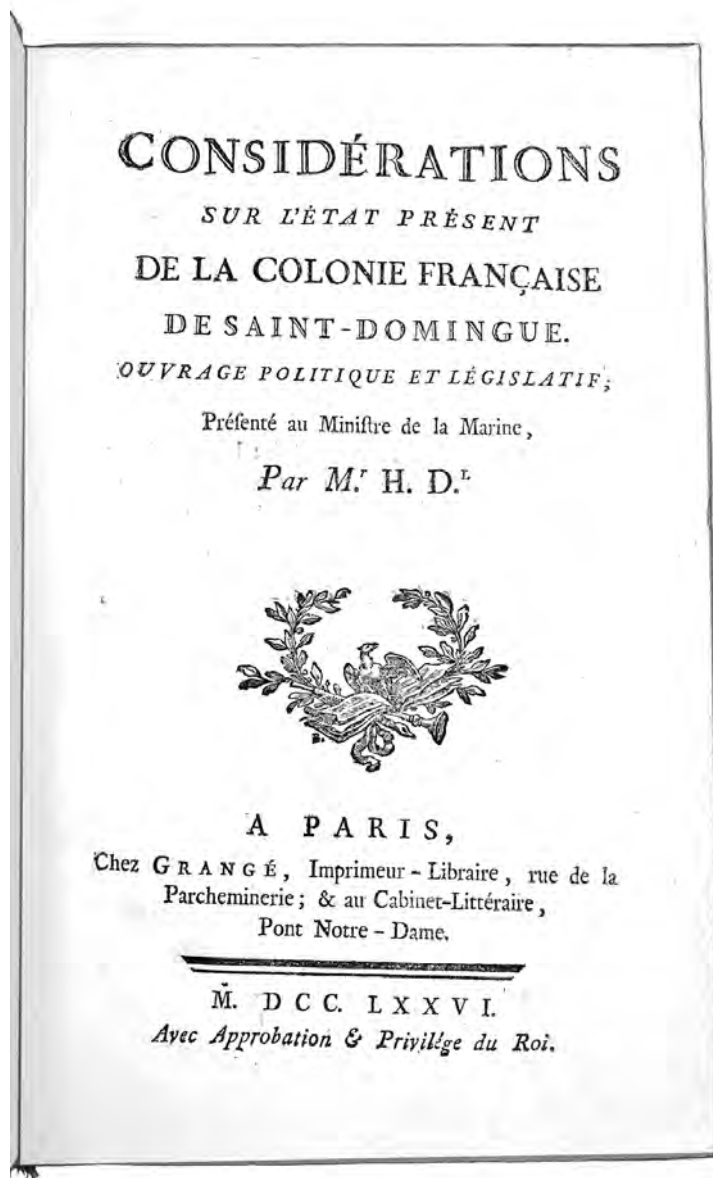 CONSIDÉRATIONS
SUR L'ÉTAT PRÉSENT
DE LA COLONIE FRANÇAISE
DE SAINT-DOMINGUE.
OUVRAGE POLITIQUE ET LÉGISLATIF;
Préſenté au Miniſtre de la Marine,
Par M.r H. D.L
B.
A PARIS,
Chez GRANGÉ, Imprimeur-Libraire, rue de la
Parcheminerie; & au Cabinet-Littéraire,
Pont Notre-Dame.
M. DCC. LXXVI.
Avec Approbation & Privilége du Roi.